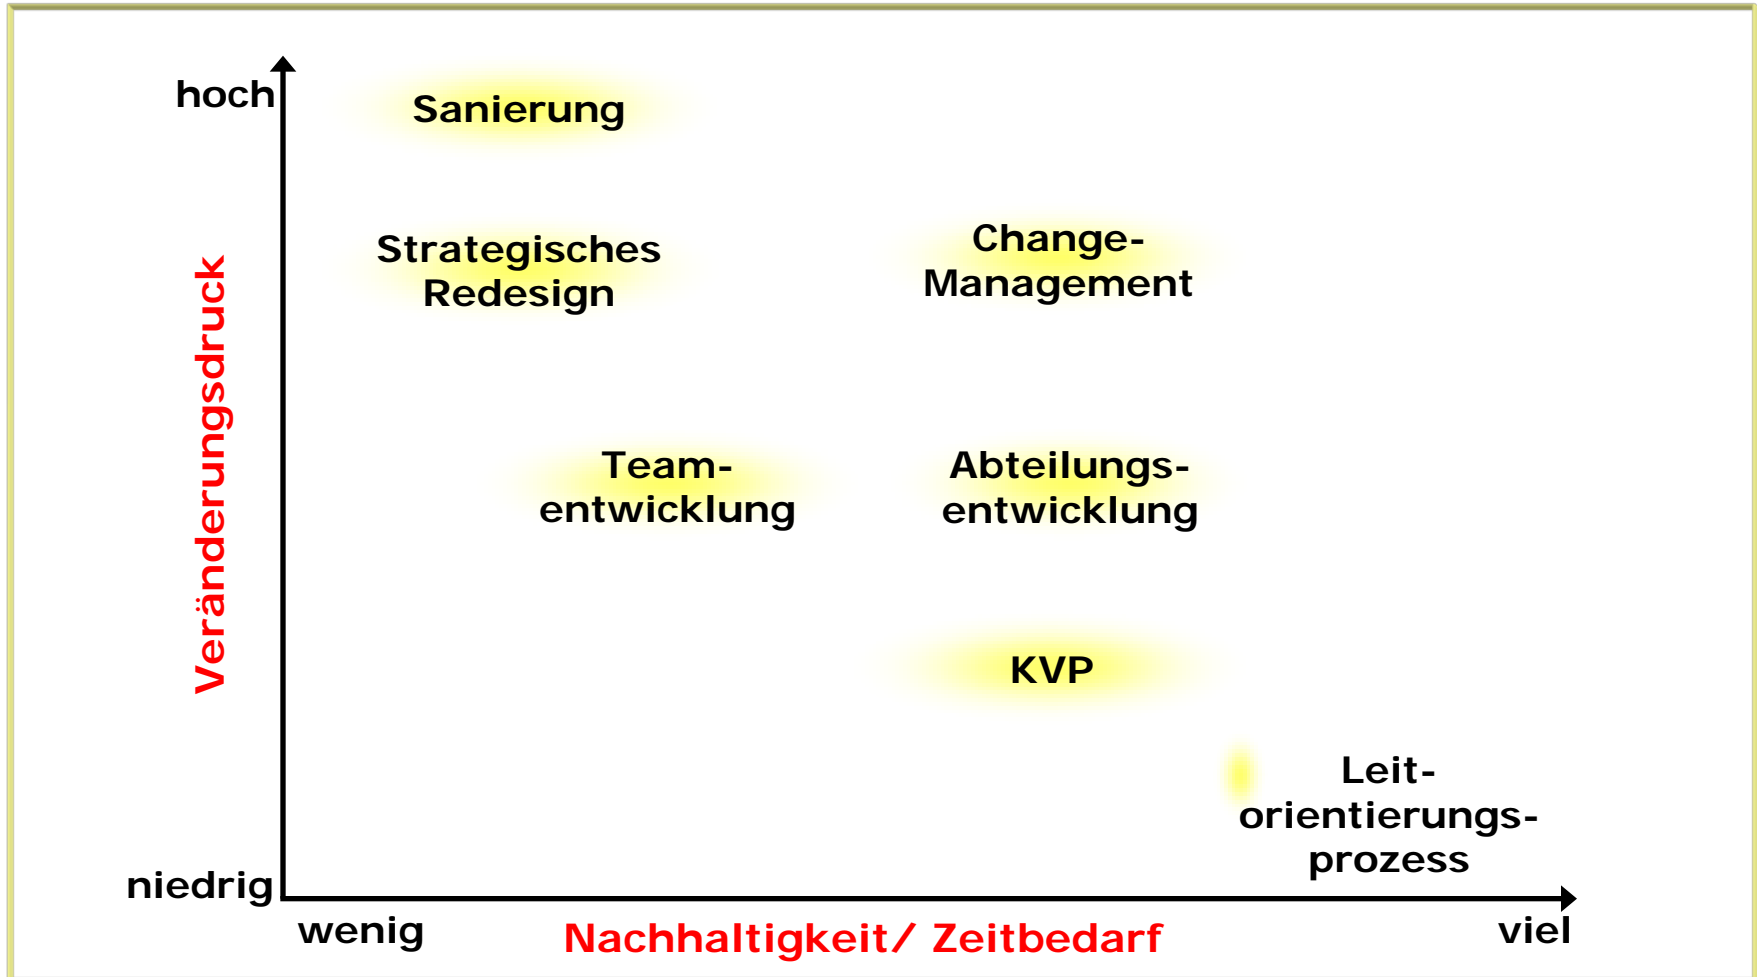 hoch
Sanierung
Strategisches
Redesign
Change-
Management
Veränderungsdruck
Team-
entwicklung
Abteilungs-
entwicklung
KVP
Leit-
orientierungs-
prozess
niedrig
wenig
Nachhaltigkeit/ Zeitbedarf
viel